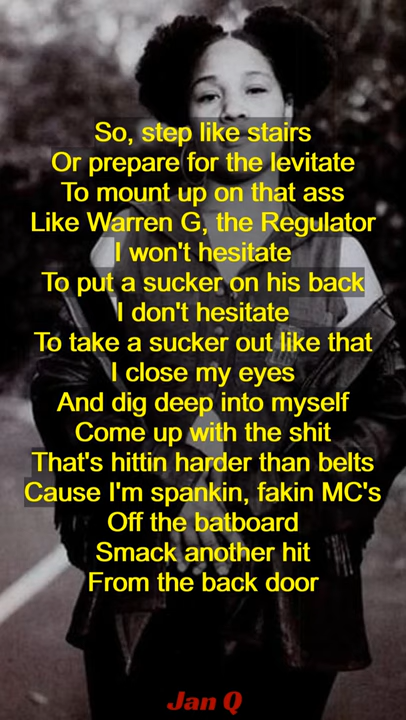 So, step like stairs
Or prepare for the levitate
To mount up on that ass
Like Warren G, the Regulator
I won't hesitate
To put a sucker on his back
I don't hesitate
To take a sucker out like that
I close my eyes
And dig deep into myself
Come up with the shit
That's hittin harder than belts
Cause I'm spankin, fakin MC's
Off the batboard
Smack another hit
From the back door
Jan Q